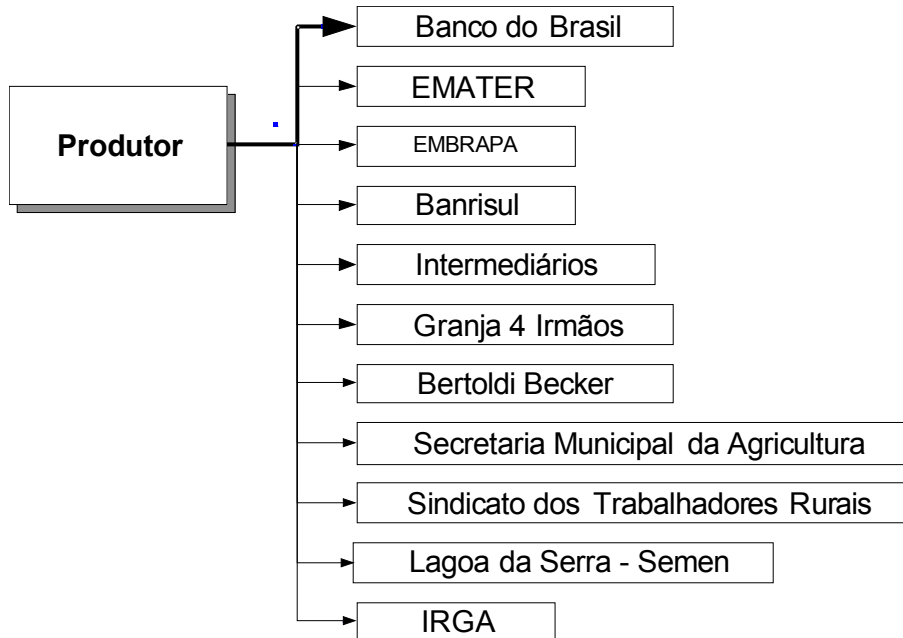 Banco do Brasil
EMATER
Produtor
EMBRAPA
Banrisul
Intermediários
Granja 4 Irmãos
Bertoldi Becker
Secretaria Municipal da Agricultura
Sindicato dos Trabalhadores Rurais
Lagoa da Serra - Semen
IRGA